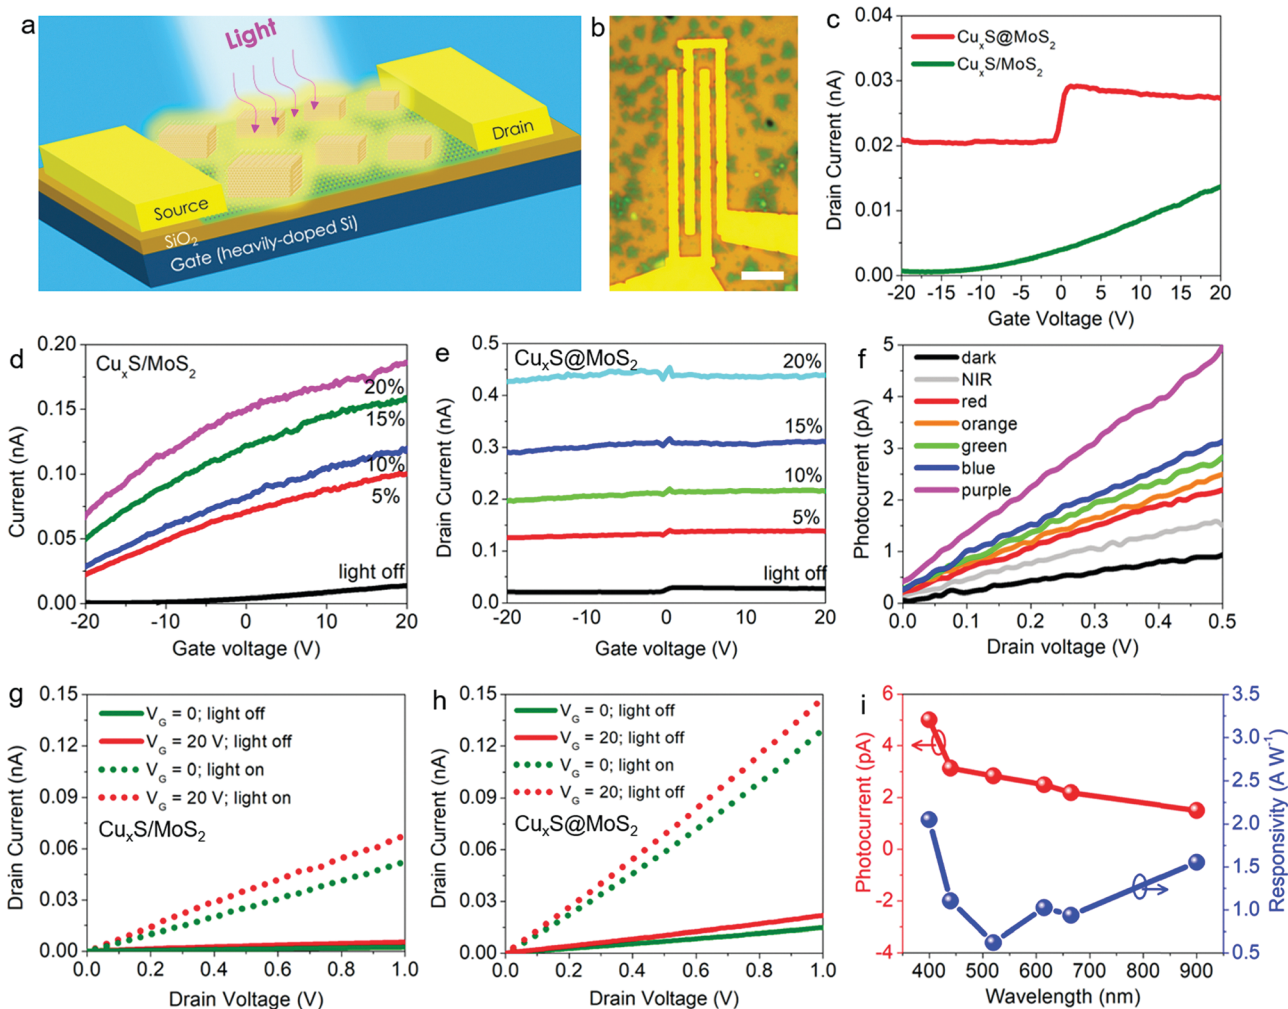 a
Light
Source
Drain
SiO2
Gate (heavily-doped Si)
b
c
CuxS@MoS2
CuxS/MoS2
Drain Current (nA)
0.04
0.03
0.02
0.01
0.00
-20 -15 -10 -5 0 5 10 15 20
Gate Voltage (V)
d
CuxS/MoS2
Current (nA)
0.20
0.15
0.10
0.05
0.00
20%
15%
10%
5%
light off
-20 -10 0 10 20
Gate voltage (V)
e
CuxS@MoS2
Drain Current (nA)
0.5
0.4
0.3
0.2
0.1
0.0
20%
15%
10%
5%
light off
-20 -10 0 10 20
Gate voltage (V)
f
dark
NIR
red
orange
green
blue
purple
Photocurrent (pA)
5
4
3
2
1
0
0.0 0.1 0.2 0.3 0.4 0.5
Drain voltage (V)
g
VG = 0; light off
VG = 20 V; light off
VG = 0; light on
VG = 20 V; light on
CuxS/MoS2
Drain Current (nA)
0.15
0.12
0.09
0.06
0.03
0.00
0.0 0.2 0.4 0.6 0.8 1.0
Drain Voltage (V)
h
VG = 0; light off
VG = 20; light off
VG = 0; light on
VG = 20; light off
CuxS@MoS2
Drain Current (nA)
0.15
0.12
0.09
0.06
0.03
0.00
0.0 0.2 0.4 0.6 0.8 1.0
Drain Voltage (V)
i
Photocurrent (pA)
6
4
2
0
-2
-4
3.5
3.0
2.5
2.0
1.5
1.0
0.5
Responsivity (A W-1)
400 500 600 700 800 900
Wavelength (nm)